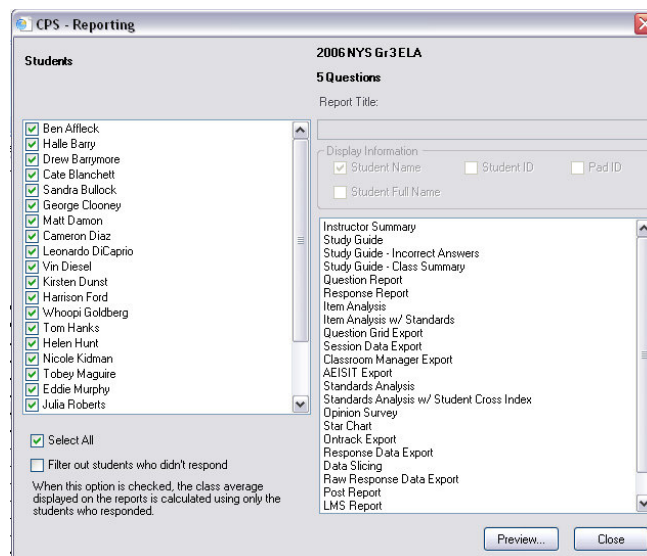 CPS - Reporting
Students
2006 NYS Gr3 ELA
5 Questions
Report Title:
Ben Affleck
Halle Barry
Drew Barrymore
Cate Blanchett
Sandra Bullock
George Clooney
Matt Damon
Cameron Diaz
Leonardo DiCaprio
Vin Diesel
Kirsten Dunst
Harrison Ford
Whoopi Goldberg
Tom Hanks
Helen Hunt
Nicole Kidman
Tobey Maguire
Eddie Murphy
Julia Roberts
Select All
Filter out students who didn't respond
When this option is checked, the class average
displayed on the reports is calculated using only the
students who responded.
Display Information
Student Name Student ID Pad ID
Student Full Name
Instructor Summary
Study Guide
Study Guide - Incorrect Answers
Study Guide - Class Summary
Question Report
Response Report
Item Analysis
Item Analysis w/ Standards
Question Grid Export
Session Data Export
Classroom Manager Export
AEISIT Export
Standards Analysis
Standards Analysis w/ Student Cross Index
Opinion Survey
Star Chart
Ontrack Export
Response Data Export
Data Slicing
Raw Response Data Export
Post Report
LMS Report
Preview... Close